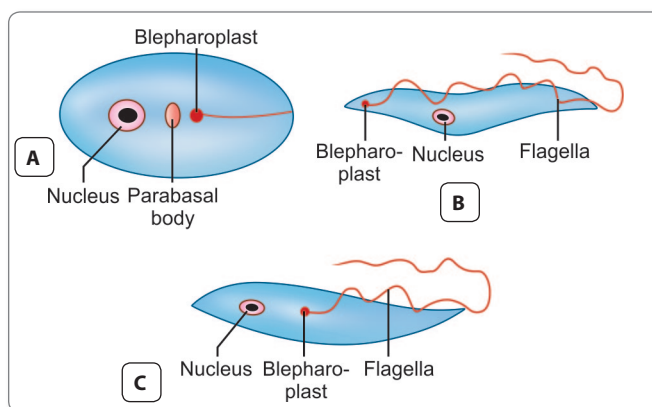 Blepharoplast
A
Nucleus Parabasal
body
Blepharo-
plast
Nucleus
Flagella
B
Nucleus Blepharo-
plast
Flagella
C